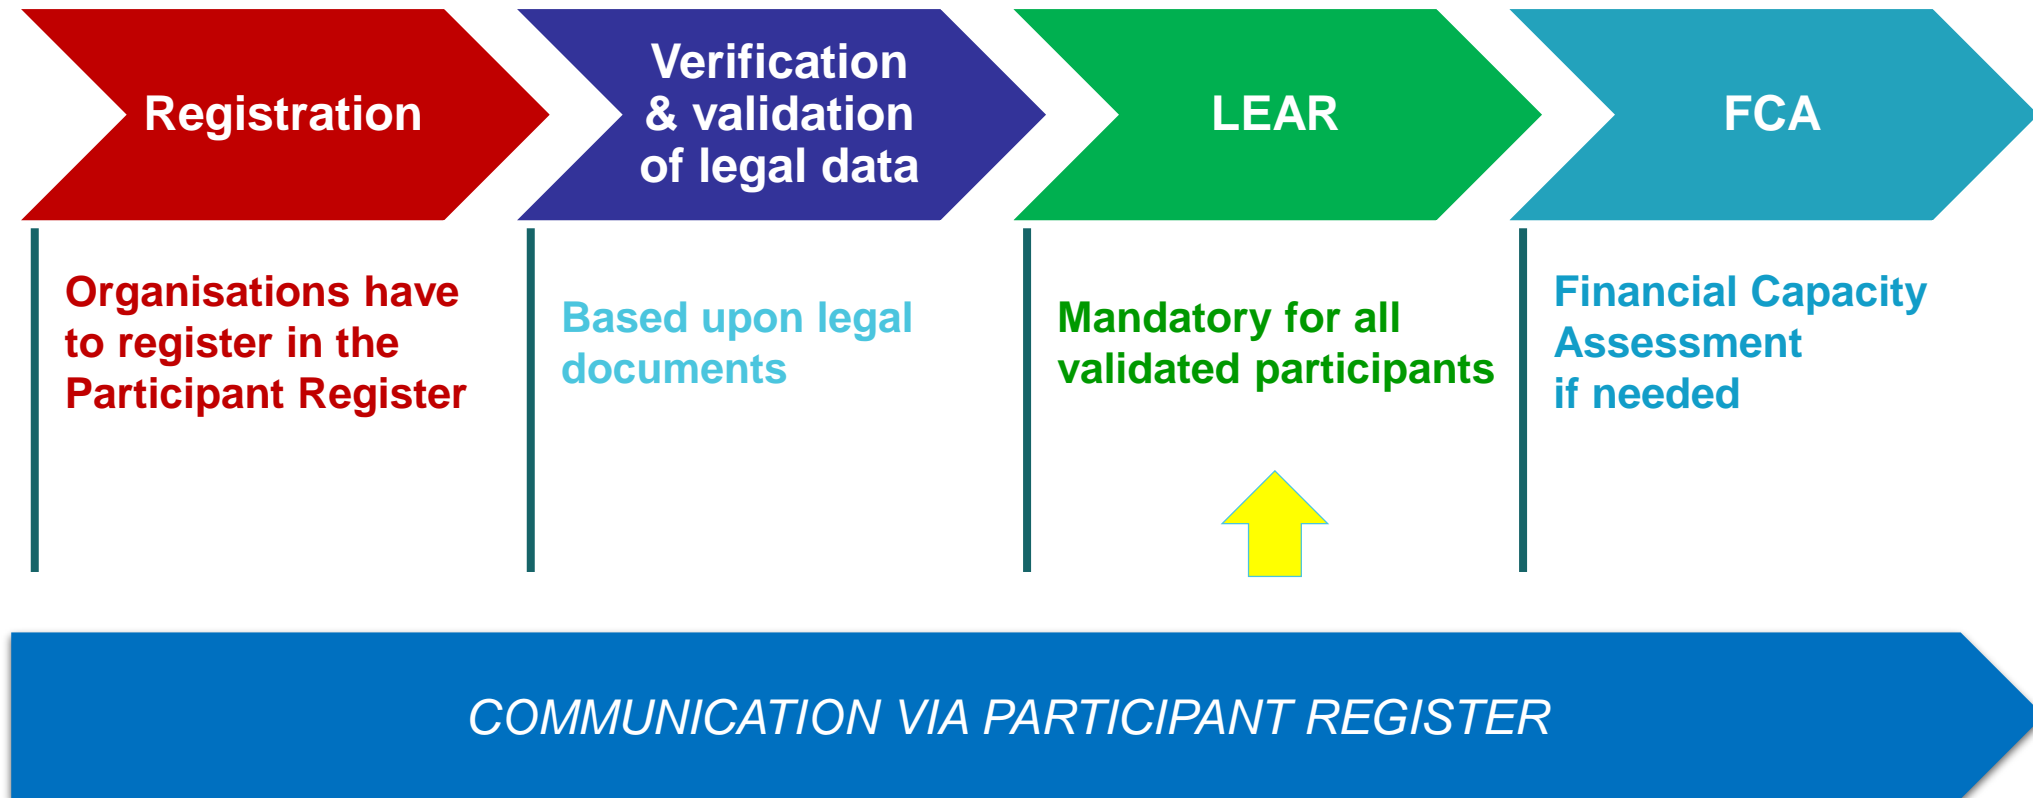 Registration
Verification
& validation
of legal data
LEAR
FCA
Organisations have
to register in the
Participant Register
Based upon legal
documents
Mandatory for all
validated participants
Financial Capacity
Assessment
if needed
COMMUNICATION VIA PARTICIPANT REGISTER